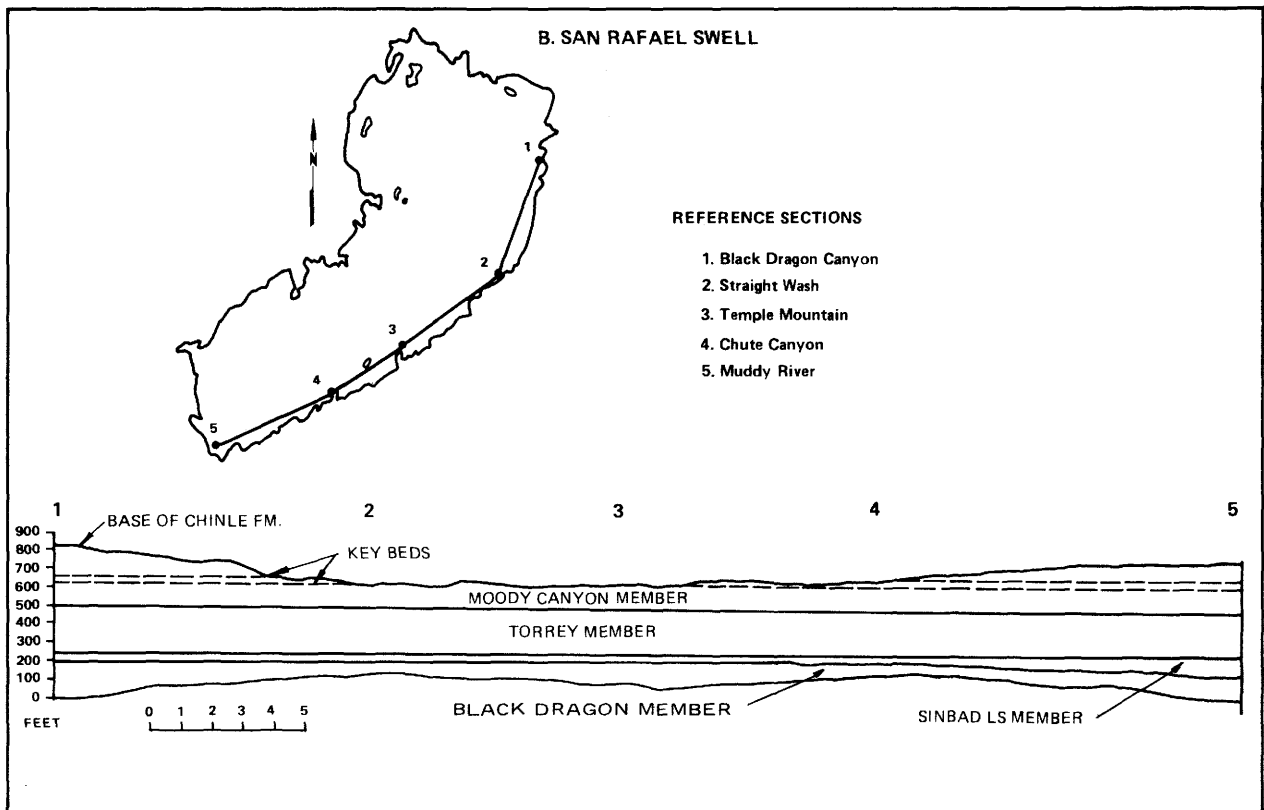 B. SAN RAFAEL SWELL
N
1
2
3
4
5
REFERENCE SECTIONS
1. Black Dragon Canyon
2. Straight Wash
3. Temple Mountain
4. Chute Canyon
5. Muddy River
1 2 3 4 5
BASE OF CHINLE FM.
KEY BEDS
900
800
700
600
500
400
300
200
100
0
FEET
MOODY CANYON MEMBER
TORREY MEMBER
BLACK DRAGON MEMBER
SINBAD LS MEMBER
0 1 2 3 4 5